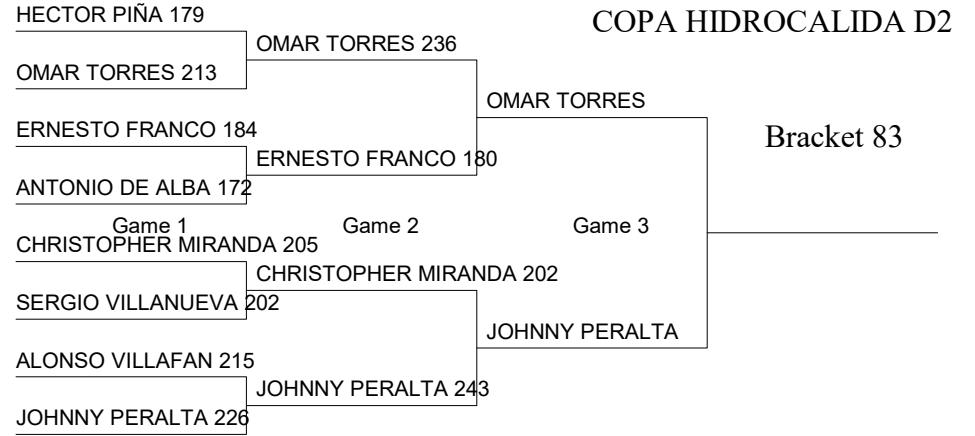 HECTOR PIÑA 179
COPA HIDROCALIDA D2
OMAR TORRES 236
OMAR TORRES 213
OMAR TORRES
ERNESTO FRANCO 184
Bracket 83
ERNESTO FRANCO 180
ANTONIO DE ALBA 172
Game 1
Game 2
Game 3
CHRISTOPHER MIRANDA 205
CHRISTOPHER MIRANDA 202
SERGIO VILLANUEVA 202
JOHNNY PERALTA
ALONSO VILLAFAN 215
JOHNNY PERALTA 243
JOHNNY PERALTA 226